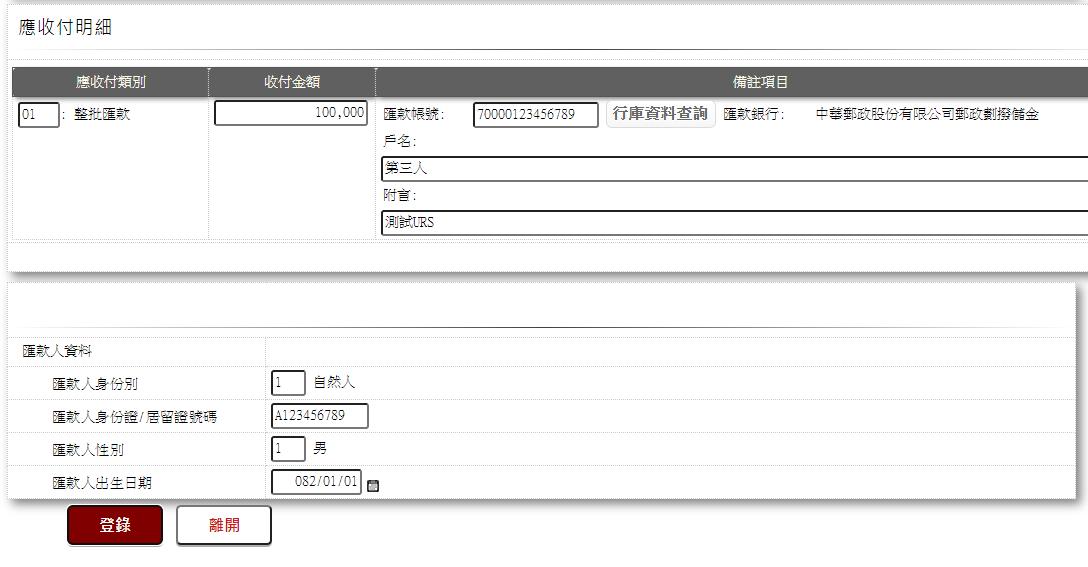 應收付明細
應收付類別 收付金額 備註項目
01 : 整批匯款 100,000 匯款帳號: 70000123456789 行庫資料查詢 匯款銀行: 中華郵政股份有限公司郵政劃撥儲金
戶名:
第三人
附言:
測試URS
匯款人資料
匯款人身份別 1 自然人
匯款人身份證/居留證號碼 A123456789
匯款人性別 1 男
匯款人出生日期 082/01/01
登錄 離開